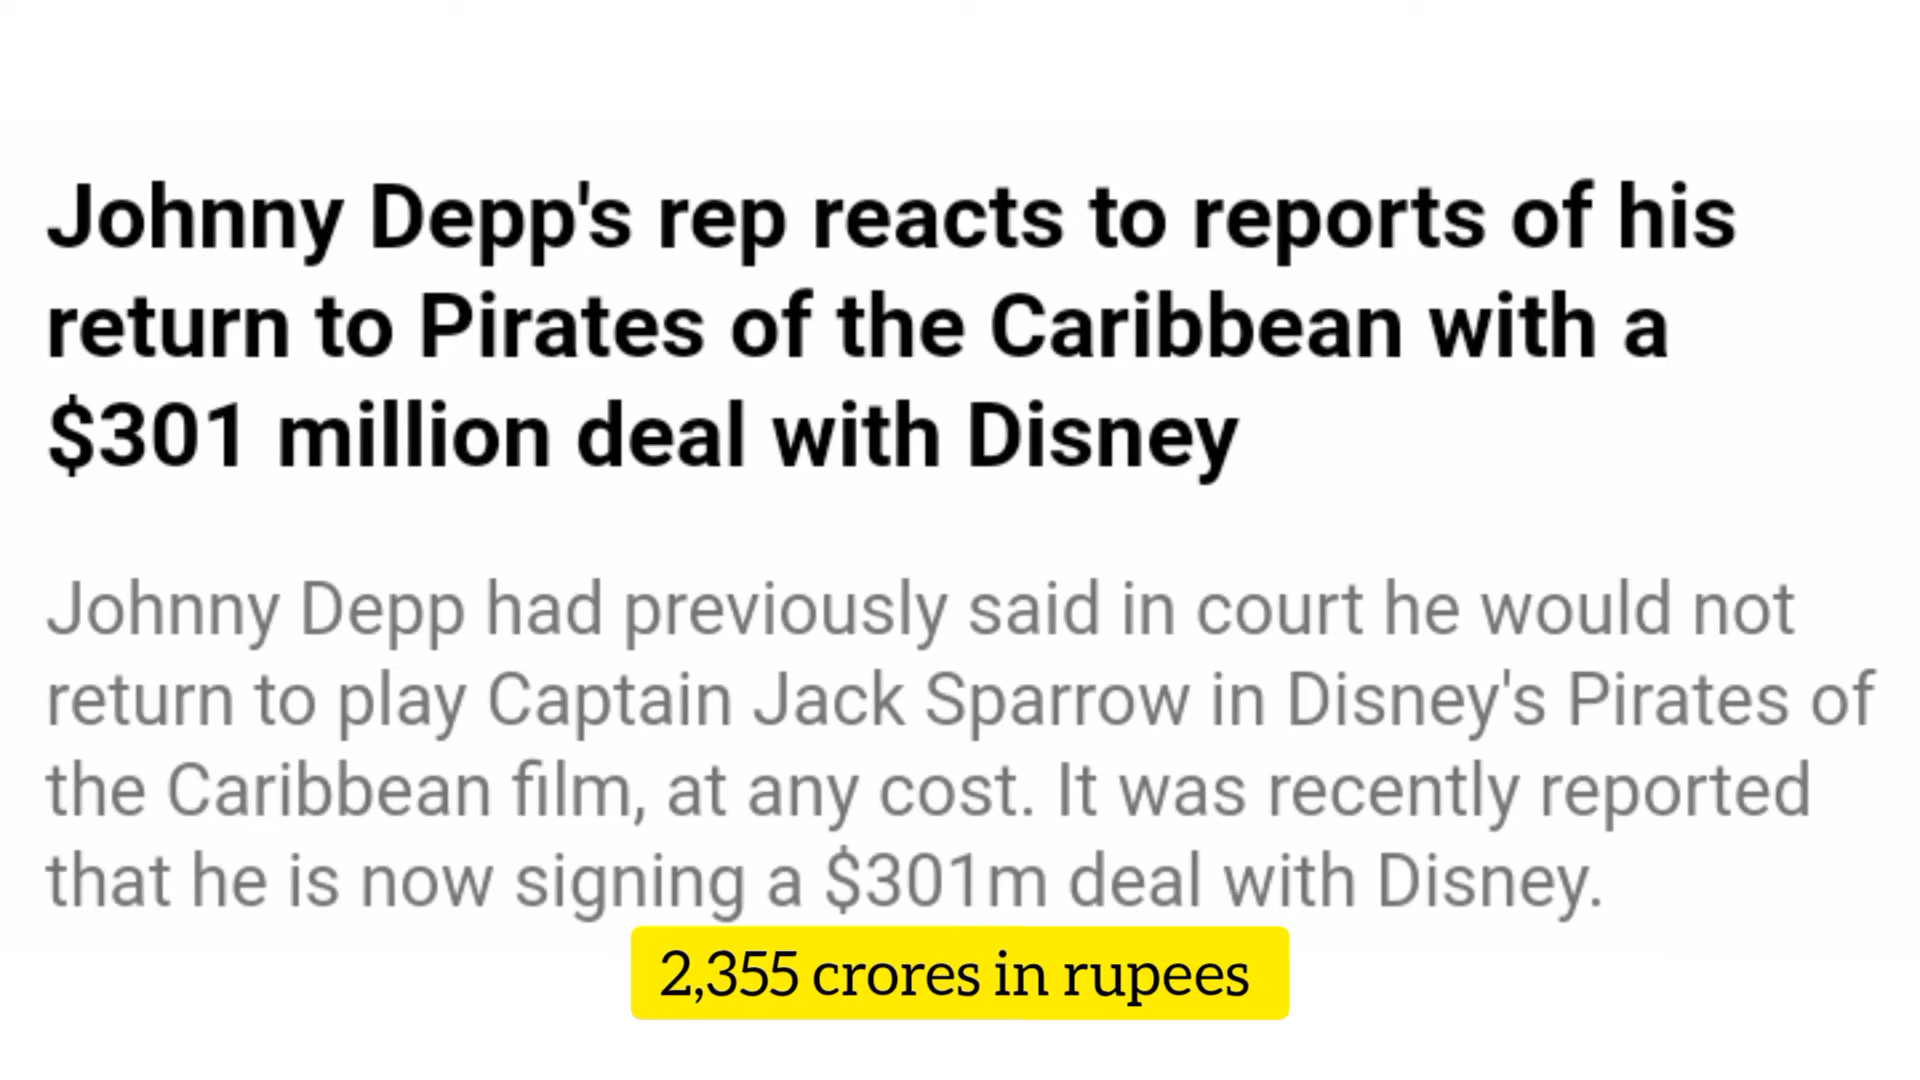 Johnny Depp's rep reacts to reports of his
return to Pirates of the Caribbean with a
$301 million deal with Disney
Johnny Depp had previously said in court he would not
return to play Captain Jack Sparrow in Disney's Pirates of
the Caribbean film, at any cost. It was recently reported
that he is now signing a $301m deal with Disney.
2,355 crores in rupees